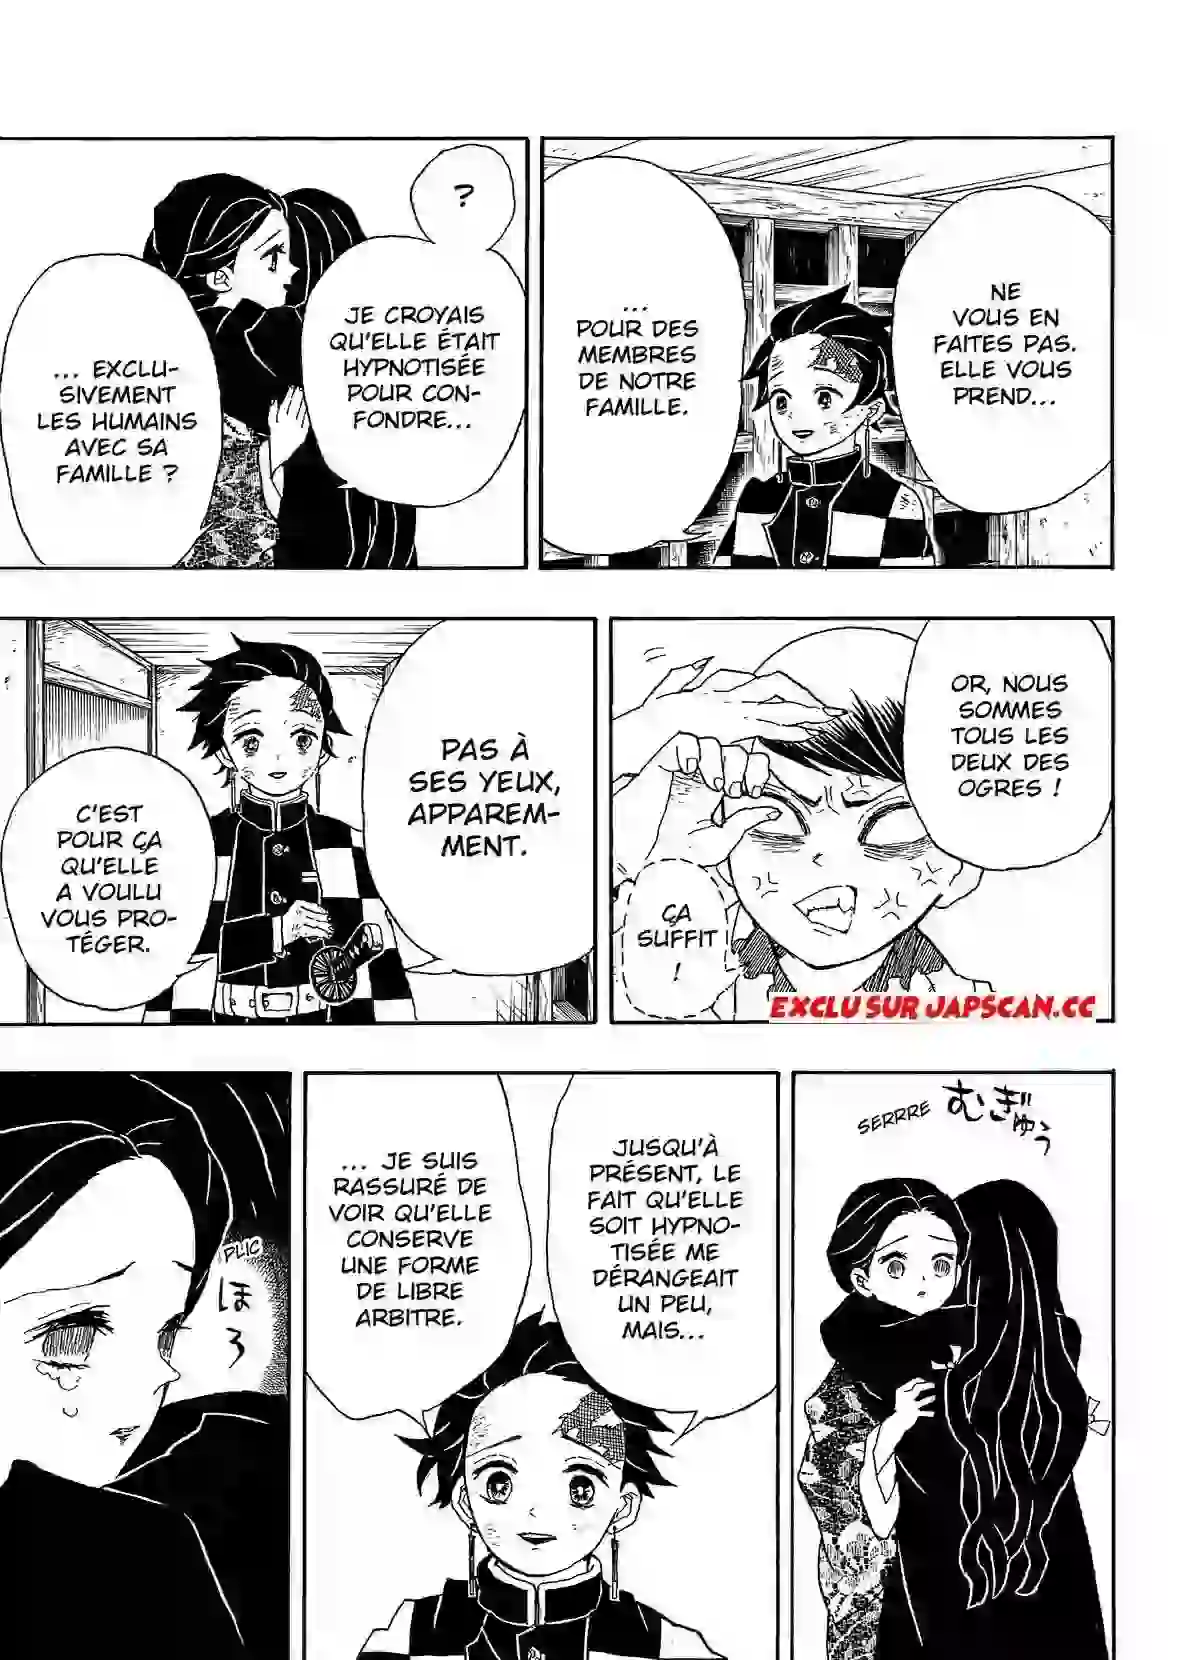 NE
VOUS EN
FAITES PAS.
ELLE VOUS
PREND...
...
POUR DES
MEMBRES
DE NOTRE
FAMILLE.
?
JE CROYAIS
QU'ELLE ÉTAIT
HYPNOTISÉE
POUR CON-
FONDRE...
... EXCLU-
SIVEMENT
LES HUMAINS
AVEC SA
FAMILLE ?
OR, NOUS
SOMMES
TOUS LES
DEUX DES
OGRES !
ÇA
SUFFIT
!
EXCLU SUR JAPSCAN.CC
PAS À
SES YEUX,
APPAREM-
MENT.
C'EST
POUR ÇA
QU'ELLE
A VOULU
VOUS PRO-
TÉGER.
SERRRE
むぎゅう
JUSQU'À
PRÉSENT, LE
FAIT QU'ELLE
SOIT HYPNO-
TISÉE ME
DÉRANGEAIT
UN PEU,
MAIS...
... JE SUIS
RASSURÉ DE
VOIR QU'ELLE
CONSERVE
UNE FORME
DE LIBRE
ARBITRE.
PLIC
ほろ